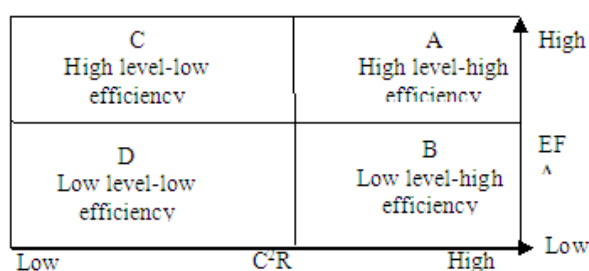 C
High level-low
efficiency
A
High level-high
efficiency
High
D
Low level-low
efficiency
B
Low level-high
efficiency
EF
Low
Low
C²R
High